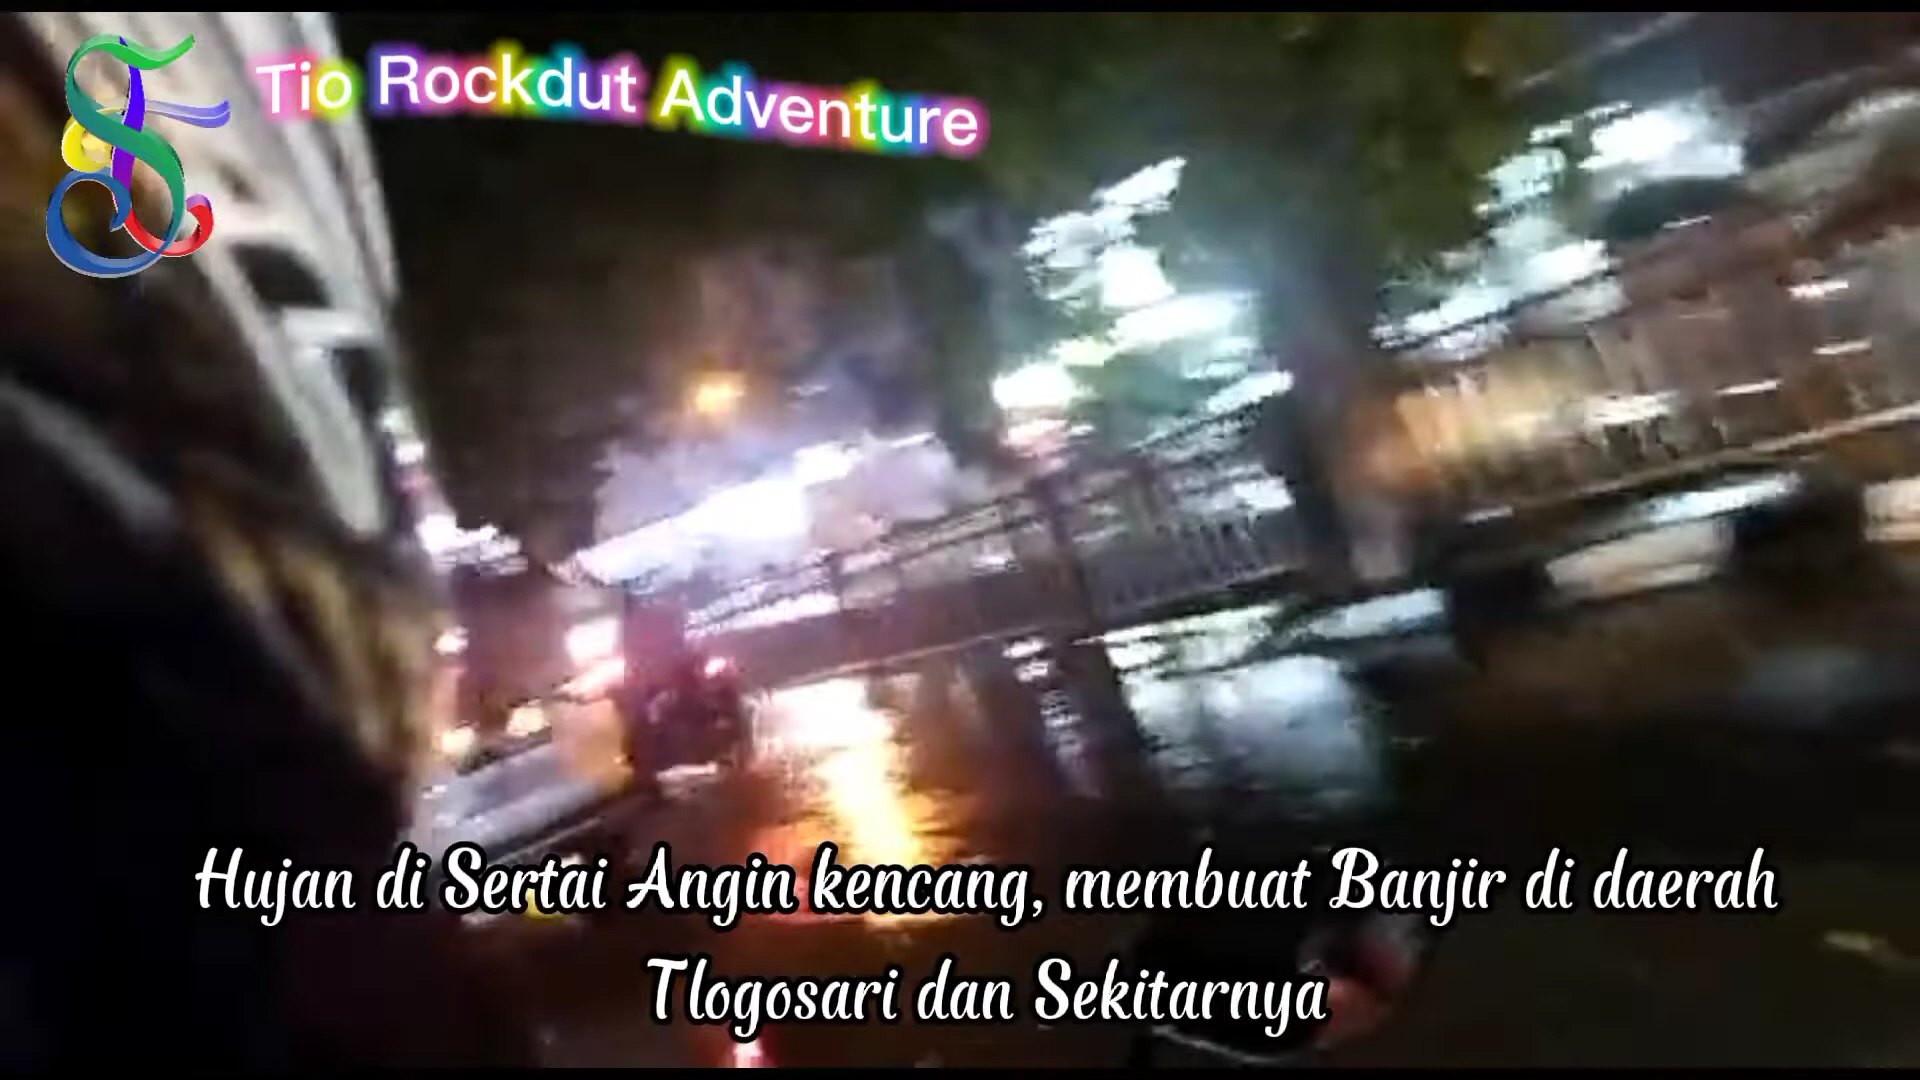 Tio Rockdut Adventure
Hujan di Sertai Angin kencang, membuat Banjir di daerah
Tlogosari dan Sekitarnya